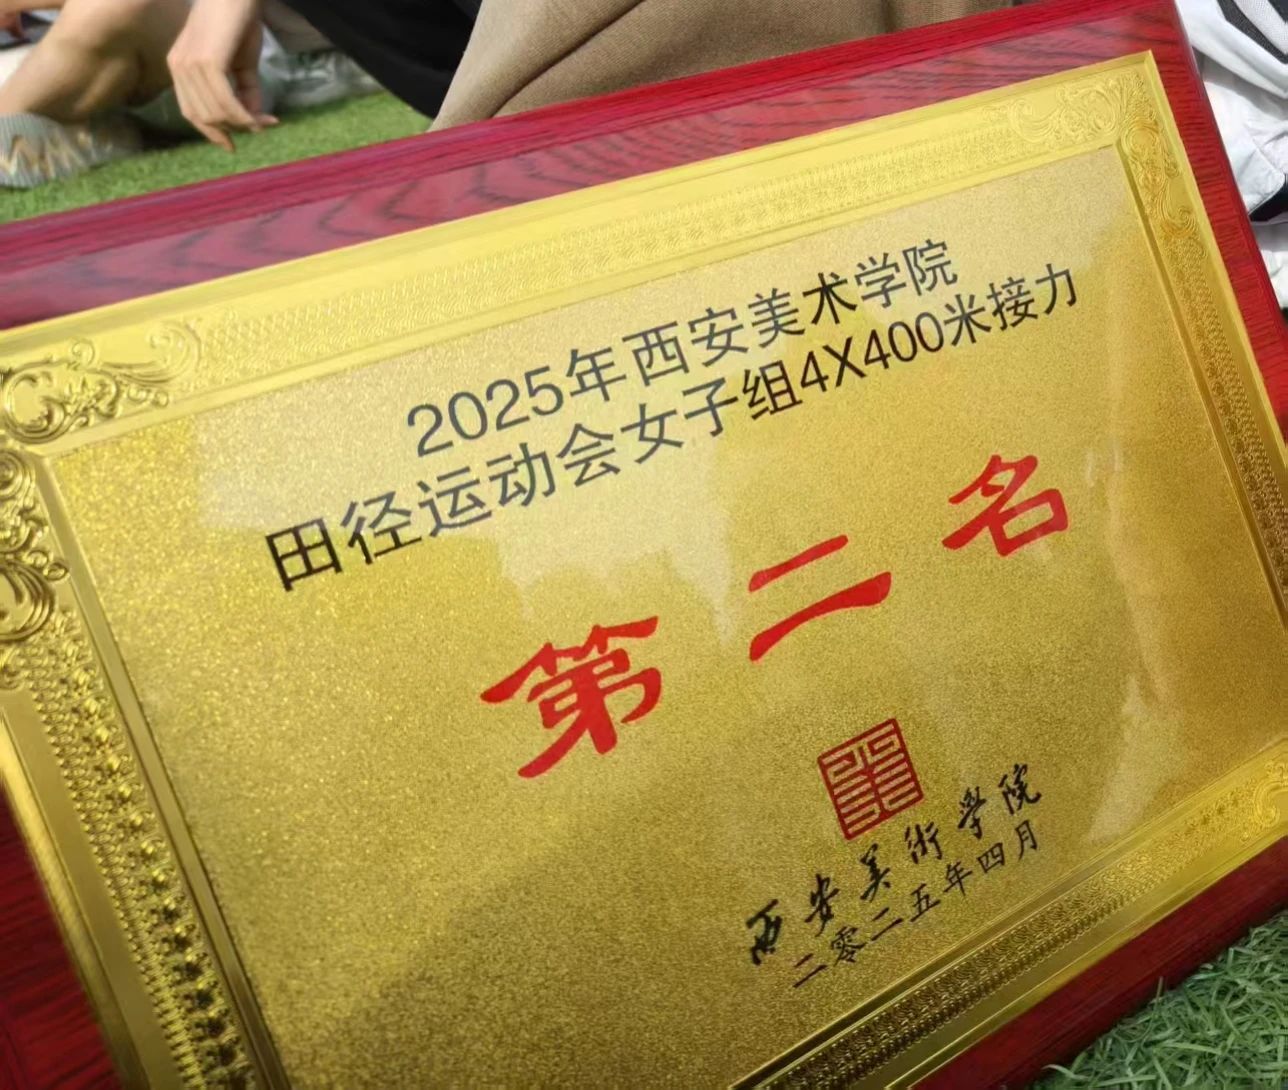 2025年西安美术学院
田径运动会女子组4X400米接力
第二名
西安美術学院
二零二五年四月